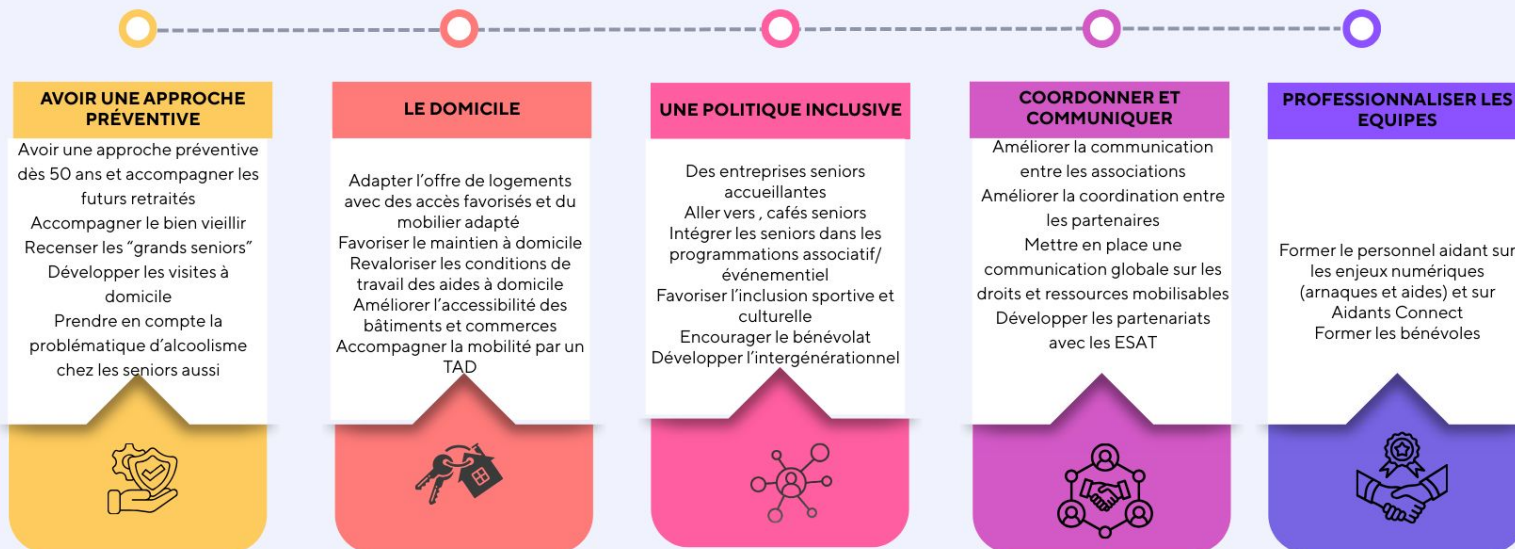 AVOIR UNE APPROCHE
PRÉVENTIVE
Avoir une approche préventive
dès 50 ans et accompagner les
futurs retraités
Accompagner le bien vieillir
Recenser les “grands seniors”
Développer les visites à
domicile
Prendre en compte la
problématique d’alcoolisme
chez les seniors aussi
LE DOMICILE
Adapter l’offre de logements
avec des accès favorisés et du
mobilier adapté
Favoriser le maintien à domicile
Revaloriser les conditions de
travail des aides à domicile
Améliorer l’accessibilité des
bâtiments et commerces
Accompagner la mobilité par un
TAD
UNE POLITIQUE INCLUSIVE
Des entreprises seniors
accueillantes
Aller vers , cafés seniors
Intégrer les seniors dans les
programmations associatif/
événementiel
Favoriser l’inclusion sportive et
culturelle
Encourager le bénévolat
Développer l’intergénérationnel
COORDONNER ET
COMMUNIQUER
Améliorer la communication
entre les associations
Améliorer la coordination entre
les partenaires
Mettre en place une
communication globale sur les
droits et ressources mobilisables
Développer les partenariats
avec les ESAT
PROFESSIONNALISER LES
EQUIPES
Former le personnel aidant sur
les enjeux numériques
(arnaques et aides) et sur
Aidants Connect
Former les bénévoles